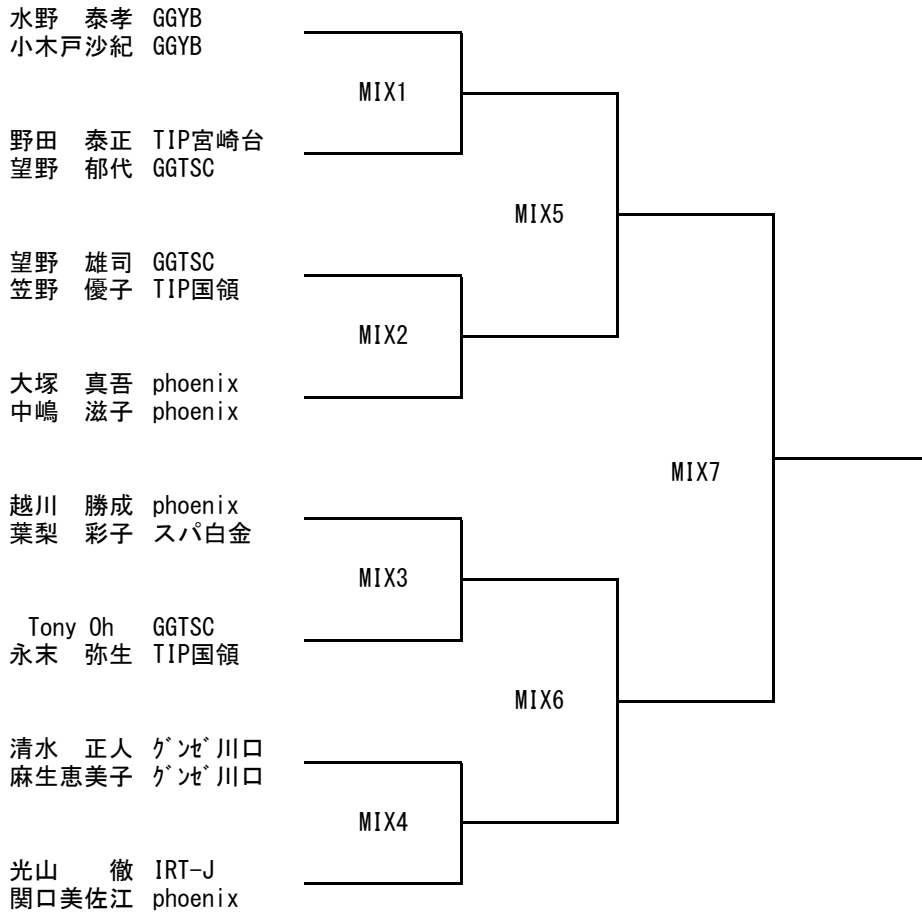 水野　泰孝 GGYB
小木戸沙紀 GGYB
MIX1
野田　泰正 TIP宮崎台
望野　郁代 GGTSC
MIX5
望野　雄司 GGTSC
笠野　優子 TIP国領
MIX2
大塚　真吾 phoenix
中嶋　滋子 phoenix
MIX7
越川　勝成 phoenix
葉梨　彩子 スパ白金
MIX3
Tony Oh GGTSC
永末　弥生 TIP国領
MIX6
清水　正人 ｸﾞﾝｾﾞ川口
麻生恵美子 ｸﾞﾝｾﾞ川口
MIX4
光山　　徹 IRT-J
関口美佐江 phoenix